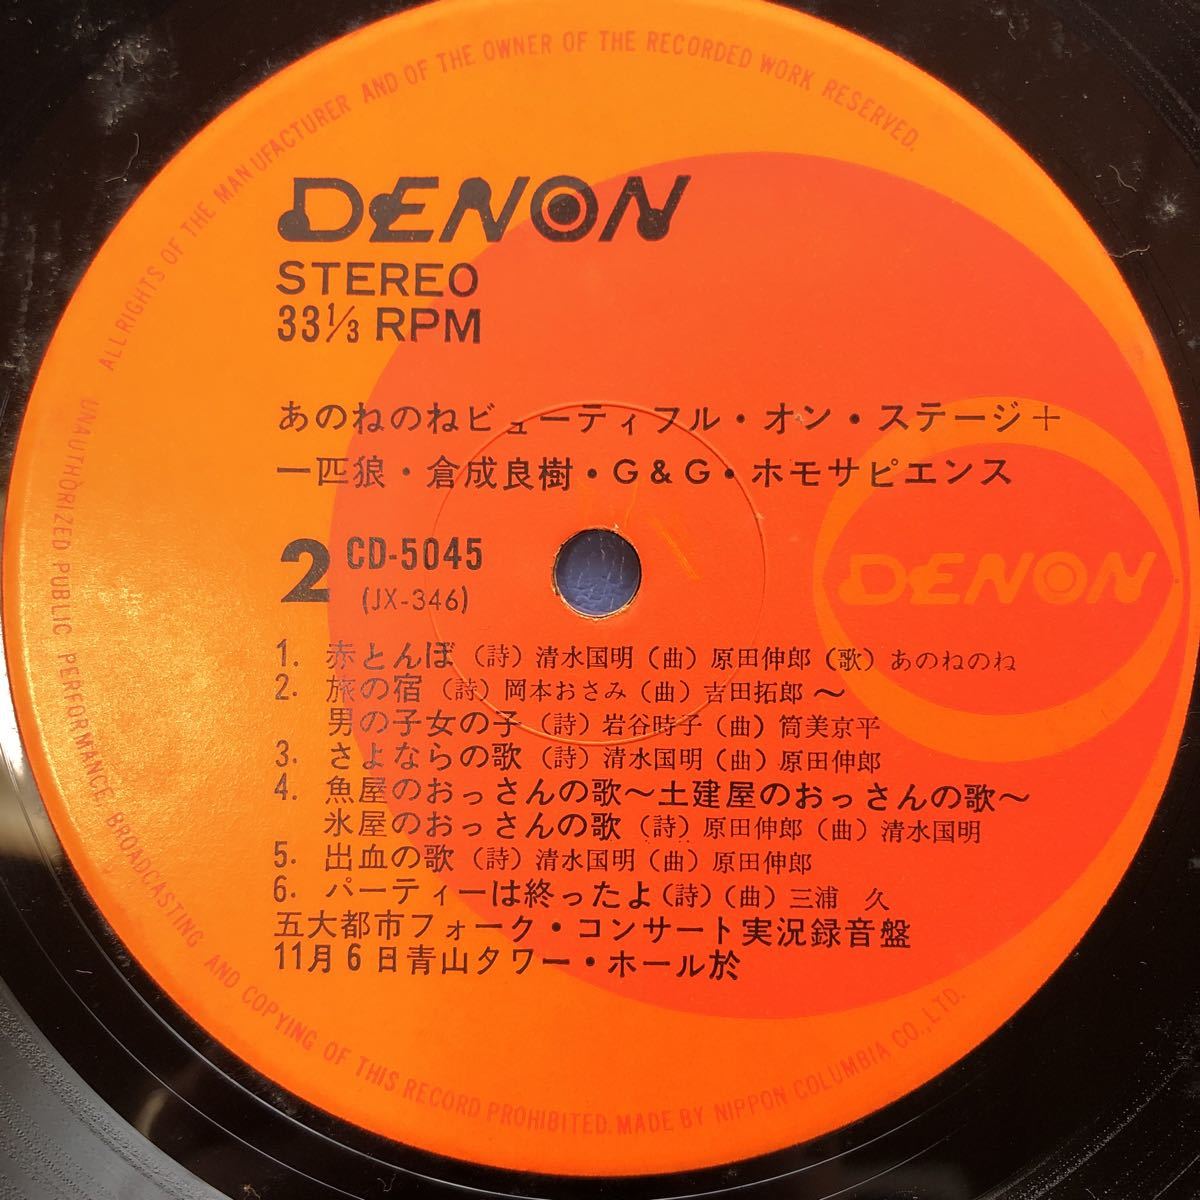 ALL RIGHTS OF THE MANUFACTURER AND OF THE OWNER OF THE RECORDED WORK RESERVED.
DENON
STEREO
33 1/3 RPM
あのねのねビューティフル・オン・ステージ＋
一匹狼・倉成良樹・G&G・ホモサピエンス
2 CD-5045
(JX-346)
DENON
1. 赤とんぼ（詩）清水国明（曲）原田伸郎（歌）あのねのね
2. 旅の宿（詩）岡本おさみ（曲）吉田拓郎～
男の子女の子（詩）岩谷時子（曲）筒美京平
3. さよならの歌（詩）清水国明（曲）原田伸郎
4. 魚屋のおっさんの歌～土建屋のおっさんの歌～
氷屋のおっさんの歌（詩）原田伸郎（曲）清水国明
5. 出血の歌（詩）清水国明（曲）原田伸郎
6. パーティーは終ったよ（詩）（曲）三浦 久
五大都市フォーク・コンサート実況録音盤
11月6日青山タワー・ホール於
UNAUTHORIZED PUBLIC PERFORMANCE, BROADCASTING AND COPYING OF THIS RECORD PROHIBITED. MADE BY NIPPON COLUMBIA CO., LTD.